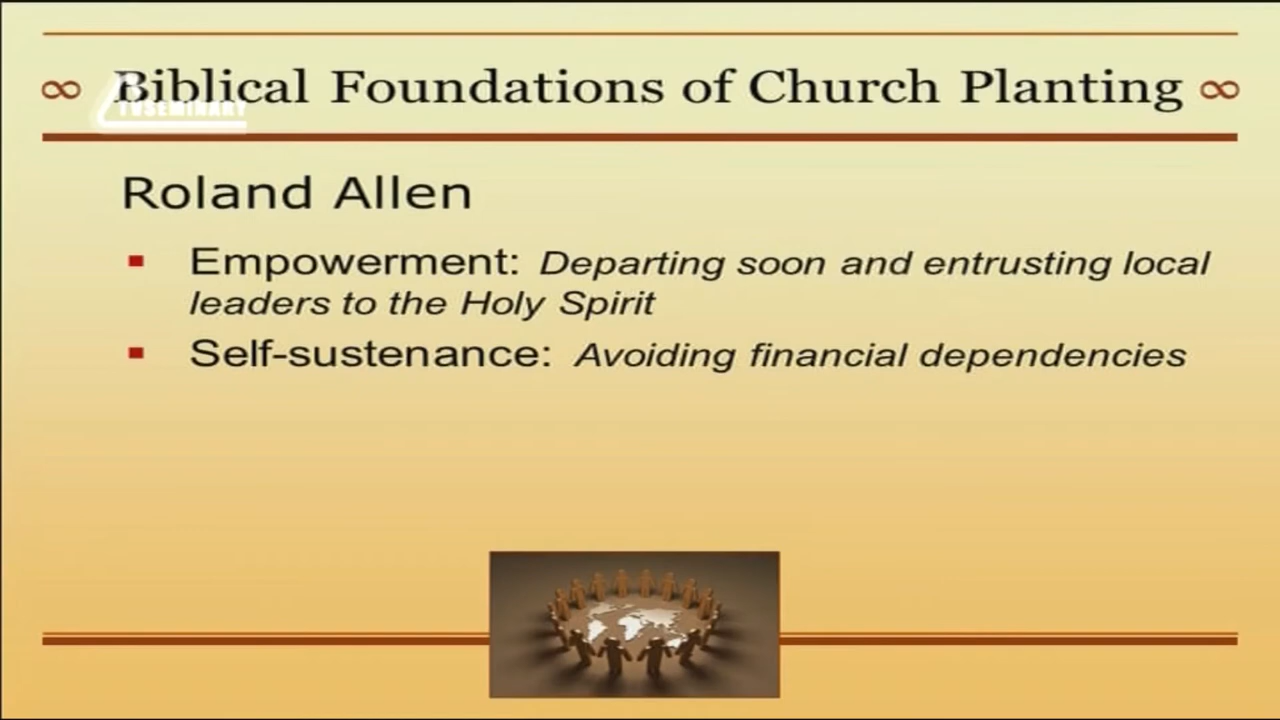 ∞ Biblical Foundations of Church Planting ∞
TVSEMINARY
Roland Allen
▪ Empowerment: Departing soon and entrusting local
leaders to the Holy Spirit
▪ Self-sustenance: Avoiding financial dependencies